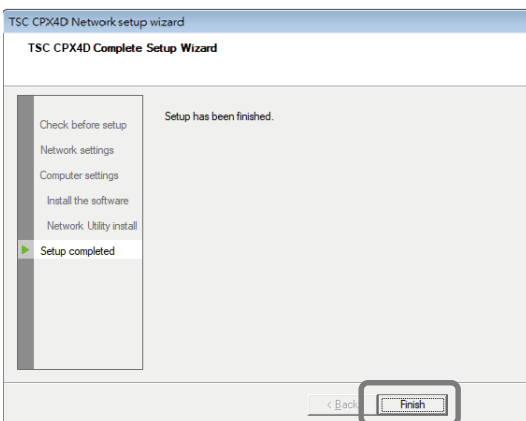 TSC CPX4D Network setup wizard
TSC CPX4D Complete Setup Wizard
Check before setup
Network settings
Computer settings
Install the software
Network Utility install
Setup completed
Setup has been finished.
< Back
Finish